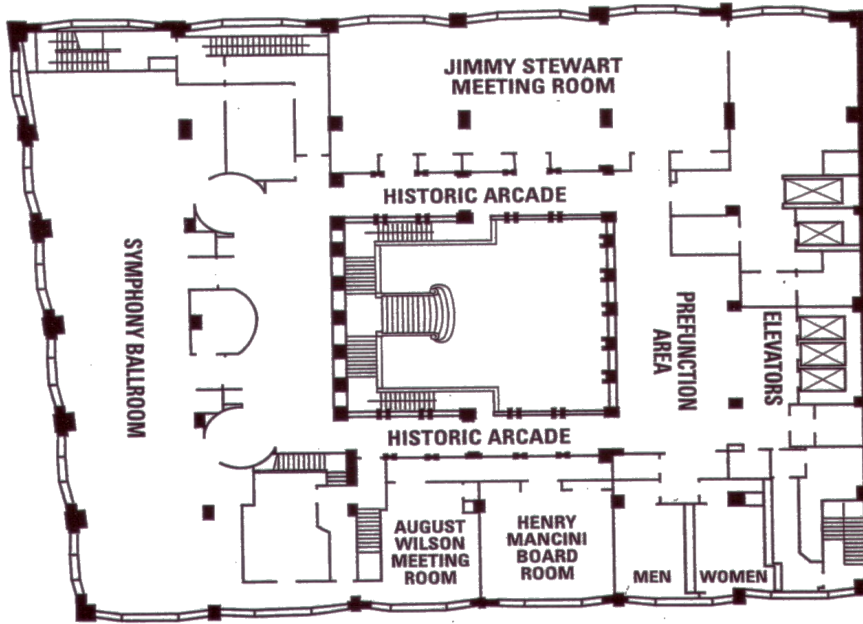 JIMMY STEWART
MEETING ROOM
HISTORIC ARCADE
SYMPHONY BALLROOM
PREFUNCTION
AREA
ELEVATORS
HISTORIC ARCADE
AUGUST
WILSON
MEETING
ROOM
HENRY
MANCINI
BOARD
ROOM
MEN
WOMEN